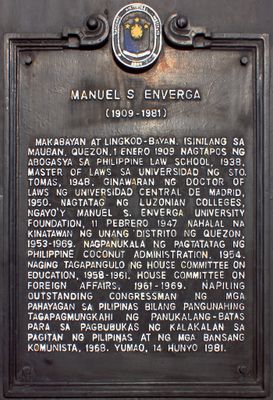 MANUEL S. ENVERGA
(1909-1981)
MAKABAYAN AT LINGKOD-BAYAN. ISINILANG SA
MAUBAN, QUEZON, 1 ENERO 1909. NAGTAPOS NG
ABOGASYA SA PHILIPPINE LAW SCHOOL, 1938,
MASTER OF LAWS SA UNIVERSIDAD NG STO.
TOMAS, 1948, GINAWARAN NG DOCTOR OF
LAWS NG UNIVERSIDAD CENTRAL DE MADRID,
1950. NAGTATAG NG LUZONIAN COLLEGES,
NGAYO'Y MANUEL S. ENVERGA UNIVERSITY
FOUNDATION, 11 PEBRERO 1947. NAHALAL NA
KINATAWAN NG UNANG DISTRITO NG QUEZON,
1953-1969. NAGPANUKALA NG PAGTATATAG NG
PHILIPPINE COCONUT ADMINISTRATION, 1954.
NAGING TAGAPANGULO NG HOUSE COMMITTEE ON
EDUCATION, 1958-1961, HOUSE COMMITTEE ON
FOREIGN AFFAIRS, 1961-1969. NAPILING
OUTSTANDING CONGRESSMAN NG MGA
PAHAYAGAN SA PILIPINAS BILANG PANGUNAHING
TAGAPAGMUNGKAHI NG PANUKALANG-BATAS
PARA SA PAGBUBUKAS NG KALAKALAN SA
PAGITAN NG PILIPINAS AT NG MGA BANSANG
KOMUNISTA, 1968. YUMAO, 14 HUNYO 1981.